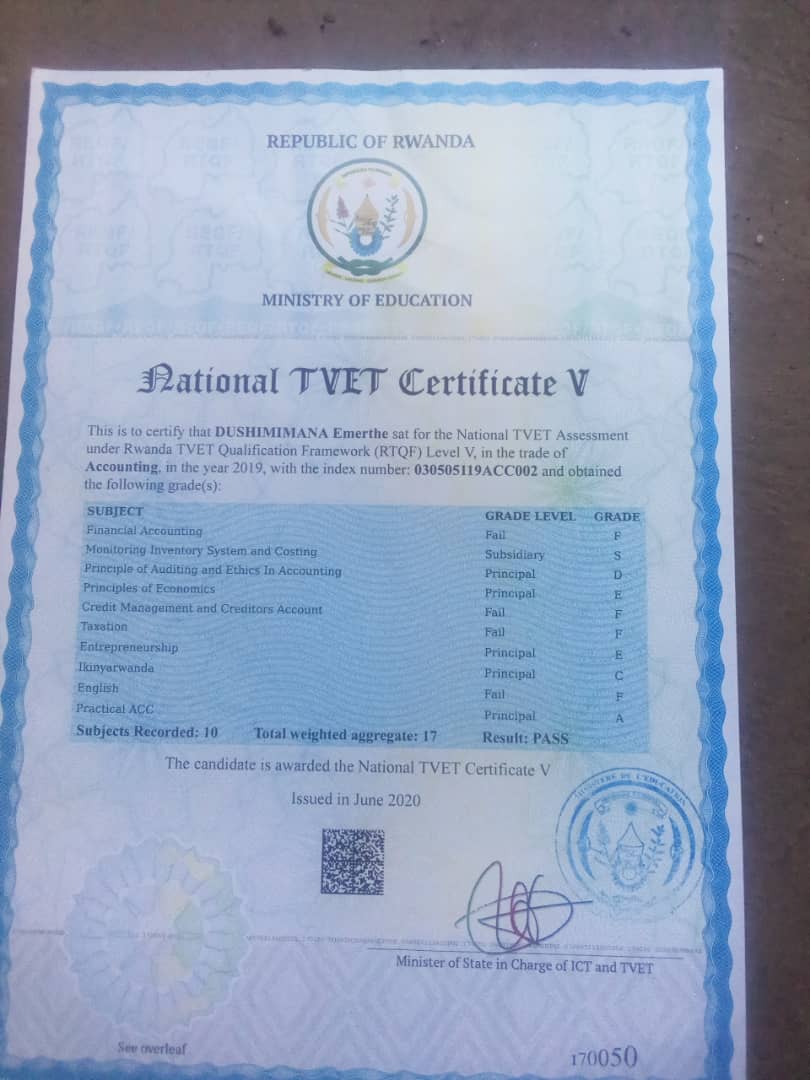 REPUBLIC OF RWANDA
MINISTRY OF EDUCATION
National TVET Certificate V
This is to certify that DUSHIMIMANA Emerthe sat for the National TVET Assessment
under Rwanda TVET Qualification Framework (RTQF) Level V, in the trade of
Accounting, in the year 2019, with the index number: 030505119ACC002 and obtained
the following grade(s):
SUBJECT GRADE LEVEL GRADE
Financial Accounting Fail F
Monitoring Inventory System and Costing Subsidiary S
Principle of Auditing and Ethics In Accounting Principal D
Principles of Economics Principal E
Credit Management and Creditors Account Fail F
Taxation Fail F
Entrepreneurship Principal E
Ikinyarwanda Principal C
English Fail F
Practical ACC Principal A
Subjects Recorded: 10 Total weighted aggregate: 17 Result: PASS
The candidate is awarded the National TVET Certificate V
Issued in June 2020
MINISTERE DE L'EDUCATION
Minister of State in Charge of ICT and TVET
See overleaf
170050